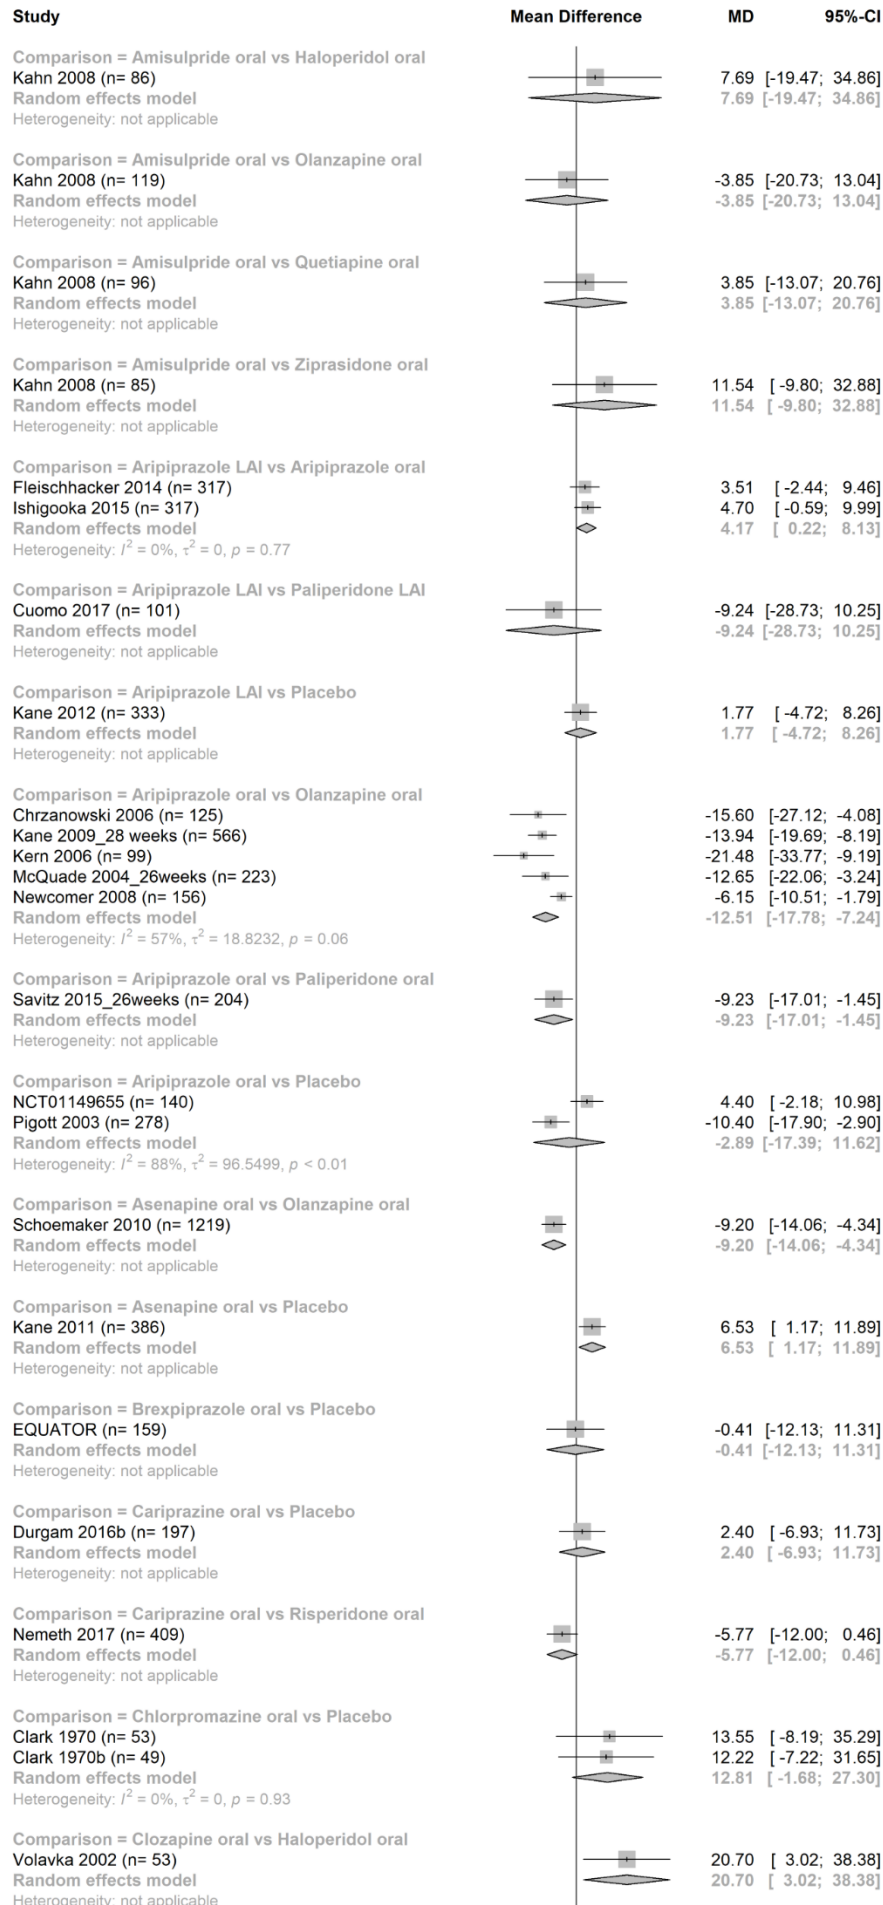 Study Mean Difference MD 95%-CI
Comparison = Amisulpride oral vs Haloperidol oral
Kahn 2008 (n= 86) 7.69 [-19.47; 34.86]
Random effects model 7.69 [-19.47; 34.86]
Heterogeneity: not applicable
Comparison = Amisulpride oral vs Olanzapine oral
Kahn 2008 (n= 119) -3.85 [-20.73; 13.04]
Random effects model -3.85 [-20.73; 13.04]
Heterogeneity: not applicable
Comparison = Amisulpride oral vs Quetiapine oral
Kahn 2008 (n= 96) 3.85 [-13.07; 20.76]
Random effects model 3.85 [-13.07; 20.76]
Heterogeneity: not applicable
Comparison = Amisulpride oral vs Ziprasidone oral
Kahn 2008 (n= 85) 11.54 [ -9.80; 32.88]
Random effects model 11.54 [ -9.80; 32.88]
Heterogeneity: not applicable
Comparison = Aripiprazole LAI vs Aripiprazole oral
Fleischhacker 2014 (n= 317) 3.51 [ -2.44; 9.46]
Ishigooka 2015 (n= 317) 4.70 [ -0.59; 9.99]
Random effects model 4.17 [ 0.22; 8.13]
Heterogeneity: I² = 0%, τ² = 0, p = 0.77
Comparison = Aripiprazole LAI vs Paliperidone LAI
Cuomo 2017 (n= 101) -9.24 [-28.73; 10.25]
Random effects model -9.24 [-28.73; 10.25]
Heterogeneity: not applicable
Comparison = Aripiprazole LAI vs Placebo
Kane 2012 (n= 333) 1.77 [ -4.72; 8.26]
Random effects model 1.77 [ -4.72; 8.26]
Heterogeneity: not applicable
Comparison = Aripiprazole oral vs Olanzapine oral
Chrzanowski 2006 (n= 125) -15.60 [-27.12; -4.08]
Kane 2009_28 weeks (n= 566) -13.94 [-19.69; -8.19]
Kern 2006 (n= 99) -21.48 [-33.77; -9.19]
McQuade 2004_26weeks (n= 223) -12.65 [-22.06; -3.24]
Newcomer 2008 (n= 156) -6.15 [-10.51; -1.79]
Random effects model -12.51 [-17.78; -7.24]
Heterogeneity: I² = 57%, τ² = 18.8232, p = 0.06
Comparison = Aripiprazole oral vs Paliperidone oral
Savitz 2015_26weeks (n= 204) -9.23 [-17.01; -1.45]
Random effects model -9.23 [-17.01; -1.45]
Heterogeneity: not applicable
Comparison = Aripiprazole oral vs Placebo
NCT01149655 (n= 140) 4.40 [ -2.18; 10.98]
Pigott 2003 (n= 278) -10.40 [-17.90; -2.90]
Random effects model -2.89 [-17.39; 11.62]
Heterogeneity: I² = 88%, τ² = 96.5499, p < 0.01
Comparison = Asenapine oral vs Olanzapine oral
Schoemaker 2010 (n= 1219) -9.20 [-14.06; -4.34]
Random effects model -9.20 [-14.06; -4.34]
Heterogeneity: not applicable
Comparison = Asenapine oral vs Placebo
Kane 2011 (n= 386) 6.53 [ 1.17; 11.89]
Random effects model 6.53 [ 1.17; 11.89]
Heterogeneity: not applicable
Comparison = Brexpiprazole oral vs Placebo
EQUATOR (n= 159) -0.41 [-12.13; 11.31]
Random effects model -0.41 [-12.13; 11.31]
Heterogeneity: not applicable
Comparison = Cariprazine oral vs Placebo
Durgam 2016b (n= 197) 2.40 [ -6.93; 11.73]
Random effects model 2.40 [ -6.93; 11.73]
Heterogeneity: not applicable
Comparison = Cariprazine oral vs Risperidone oral
Nemeth 2017 (n= 409) -5.77 [-12.00; 0.46]
Random effects model -5.77 [-12.00; 0.46]
Heterogeneity: not applicable
Comparison = Chlorpromazine oral vs Placebo
Clark 1970 (n= 53) 13.55 [ -8.19; 35.29]
Clark 1970b (n= 49) 12.22 [ -7.22; 31.65]
Random effects model 12.81 [ -1.68; 27.30]
Heterogeneity: I² = 0%, τ² = 0, p = 0.93
Comparison = Clozapine oral vs Haloperidol oral
Volavka 2002 (n= 53) 20.70 [ 3.02; 38.38]
Random effects model 20.70 [ 3.02; 38.38]
Heterogeneity: not applicable